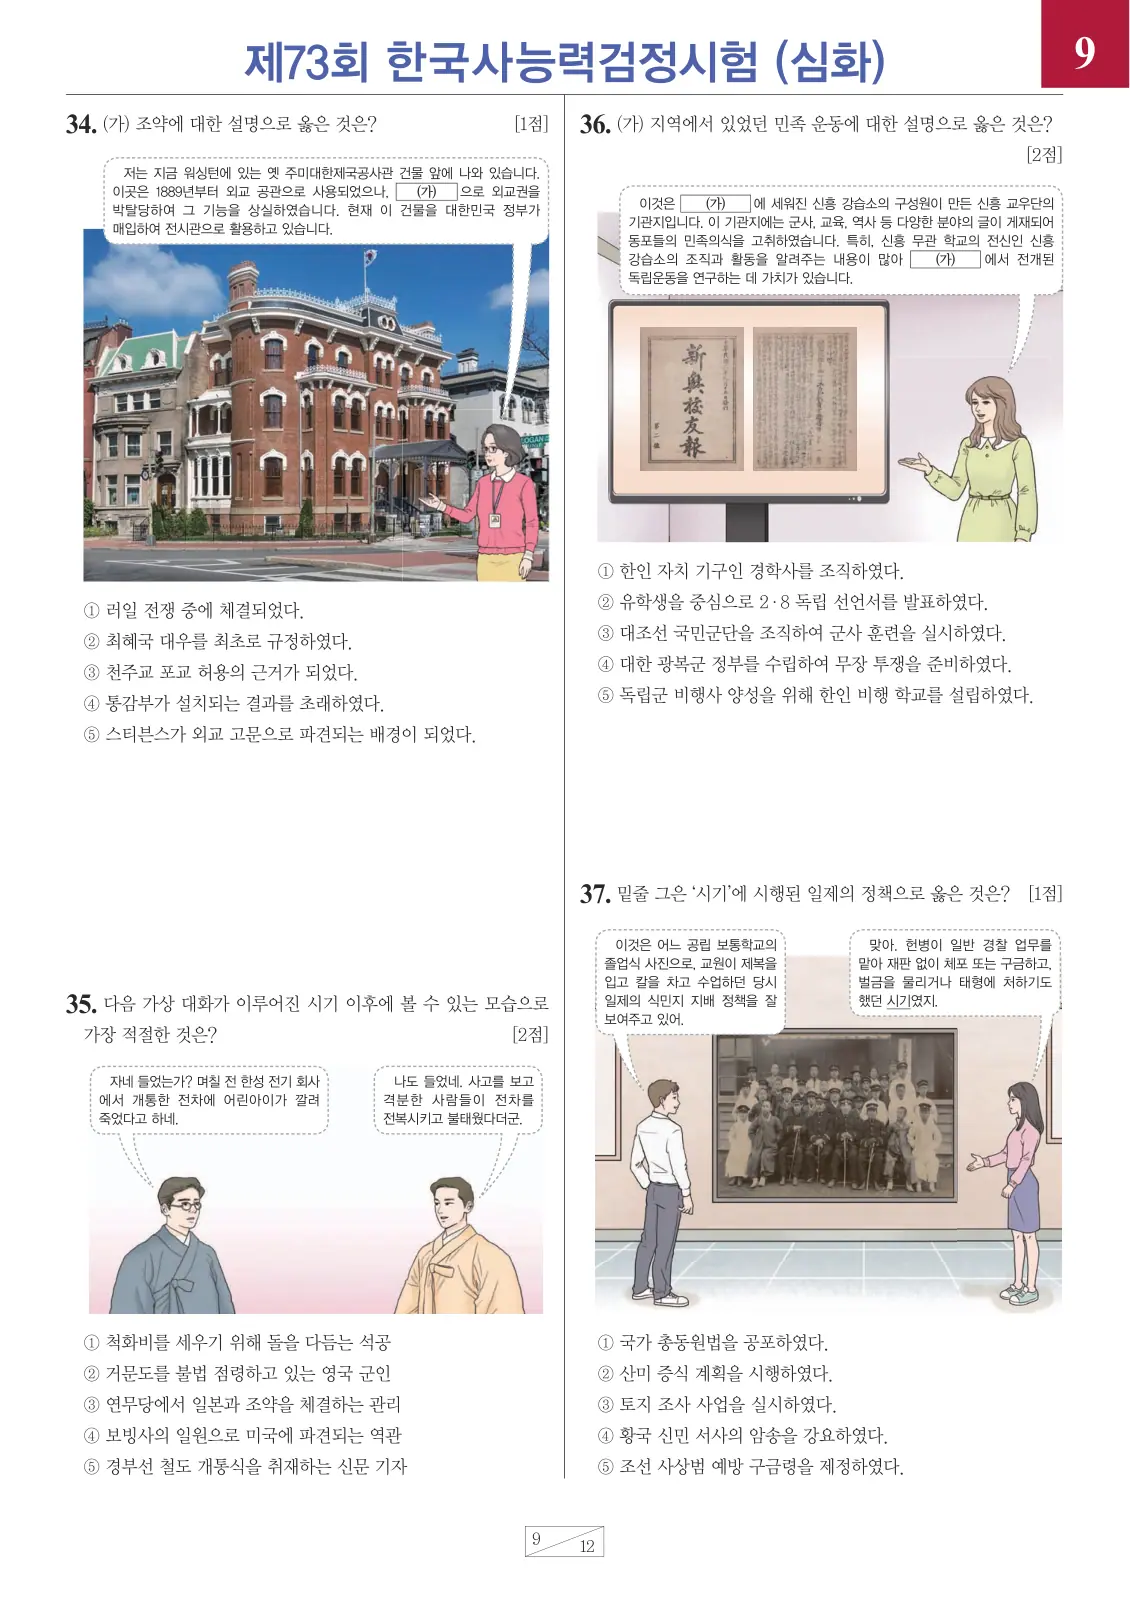 제73회 한국사능력검정시험 (심화)
9
34. (가) 조약에 대한 설명으로 옳은 것은? [1점]
저는 지금 워싱턴에 있는 옛 주미대한제국공사관 건물 앞에 나와 있습니다.
이곳은 1889년부터 외교 공관으로 사용되었으나, (가) 으로 외교권을
박탈당하여 그 기능을 상실하였습니다. 현재 이 건물을 대한민국 정부가
매입하여 전시관으로 활용하고 있습니다.
LOGAN
① 러일 전쟁 중에 체결되었다.
② 최혜국 대우를 최초로 규정하였다.
③ 천주교 포교 허용의 근거가 되었다.
④ 통감부가 설치되는 결과를 초래하였다.
⑤ 스티븐스가 외교 고문으로 파견되는 배경이 되었다.
35. 다음 가상 대화가 이루어진 시기 이후에 볼 수 있는 모습으로
가장 적절한 것은? [2점]
자네 들었는가? 며칠 전 한성 전기 회사
에서 개통한 전차에 어린아이가 깔려
죽었다고 하네.
나도 들었네. 사고를 보고
격분한 사람들이 전차를
전복시키고 불태웠다더군.
① 척화비를 세우기 위해 돌을 다듬는 석공
② 거문도를 불법 점령하고 있는 영국 군인
③ 연무당에서 일본과 조약을 체결하는 관리
④ 보빙사의 일원으로 미국에 파견되는 역관
⑤ 경부선 철도 개통식을 취재하는 신문 기자
36. (가) 지역에서 있었던 민족 운동에 대한 설명으로 옳은 것은?
[2점]
이것은 (가) 에 세워진 신흥 강습소의 구성원이 만든 신흥 교우단의
기관지입니다. 이 기관지에는 군사, 교육, 역사 등 다양한 분야의 글이 게재되어
동포들의 민족의식을 고취하였습니다. 특히, 신흥 무관 학교의 전신인 신흥
강습소의 조직과 활동을 알려주는 내용이 많아 (가) 에서 전개된
독립운동을 연구하는 데 가치가 있습니다.
新興校友報
第二號
① 한인 자치 기구인 경학사를 조직하였다.
② 유학생을 중심으로 2·8 독립 선언서를 발표하였다.
③ 대조선 국민군단을 조직하여 군사 훈련을 실시하였다.
④ 대한 광복군 정부를 수립하여 무장 투쟁을 준비하였다.
⑤ 독립군 비행사 양성을 위해 한인 비행 학교를 설립하였다.
37. 밑줄 그은 ‘시기’에 시행된 일제의 정책으로 옳은 것은? [1점]
이것은 어느 공립 보통학교의
졸업식 사진으로, 교원이 제복을
입고 칼을 차고 수업하던 당시
일제의 식민지 지배 정책을 잘
보여주고 있어.
맞아. 헌병이 일반 경찰 업무를
맡아 재판 없이 체포 또는 구금하고,
벌금을 물리거나 태형에 처하기도
했던 시기였지.
① 국가 총동원법을 공포하였다.
② 산미 증식 계획을 시행하였다.
③ 토지 조사 사업을 실시하였다.
④ 황국 신민 서사의 암송을 강요하였다.
⑤ 조선 사상범 예방 구금령을 제정하였다.
9
12